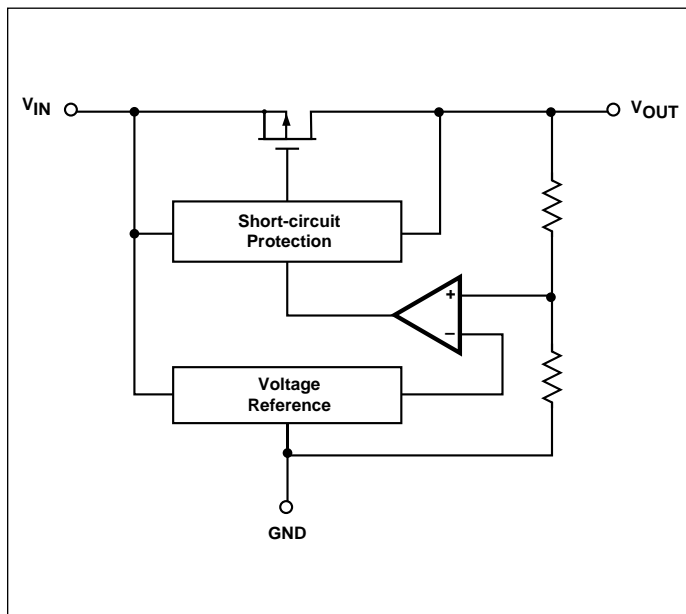 VIN
VOUT
Short-circuit
Protection
+
–
Voltage
Reference
GND